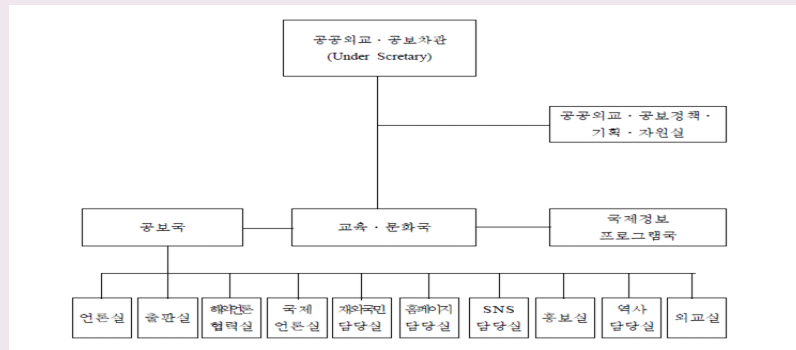 공공외교·공보차관
(Under Scretary)
공공외교·공보정책·
기획·자원실
공보국
교육·문화국
국제정보
프로그램국
언론실
출판실
해외언론
협력실
국제
언론실
재외국민
담당실
홈페이지
담당실
SNS
담당실
홍보실
역사
담당실
외교실